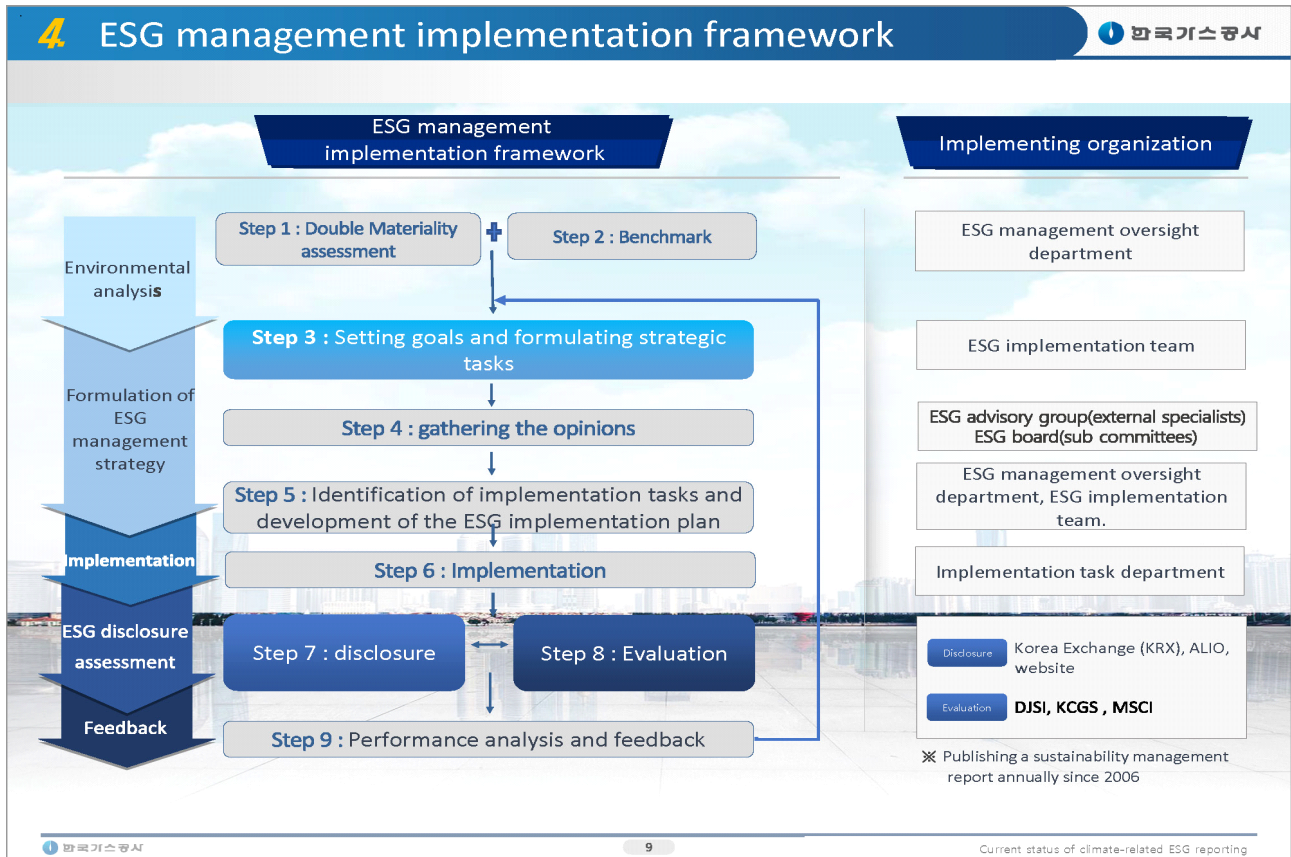 4. ESG management implementation framework
한국가스공사
ESG management
implementation framework
Implementing organization
Environmental
analysis
Formulation of
ESG
management
strategy
Implementation
ESG disclosure
assessment
Feedback
Step 1 : Double Materiality
assessment
Step 2 : Benchmark
Step 3 : Setting goals and formulating strategic
tasks
Step 4 : gathering the opinions
Step 5 : Identification of implementation tasks and
development of the ESG implementation plan
Step 6 : Implementation
Step 7 : disclosure
Step 8 : Evaluation
Step 9 : Performance analysis and feedback
ESG management oversight
department
ESG implementation team
ESG advisory group(external specialists)
ESG board(sub committees)
ESG management oversight
department, ESG implementation
team.
Implementation task department
Disclosure
Korea Exchange (KRX), ALIO,
website
Evaluation
DJSI, KCGS , MSCI
※ Publishing a sustainability management
report annually since 2006
한국가스공사
9
Current status of climate-related ESG reporting